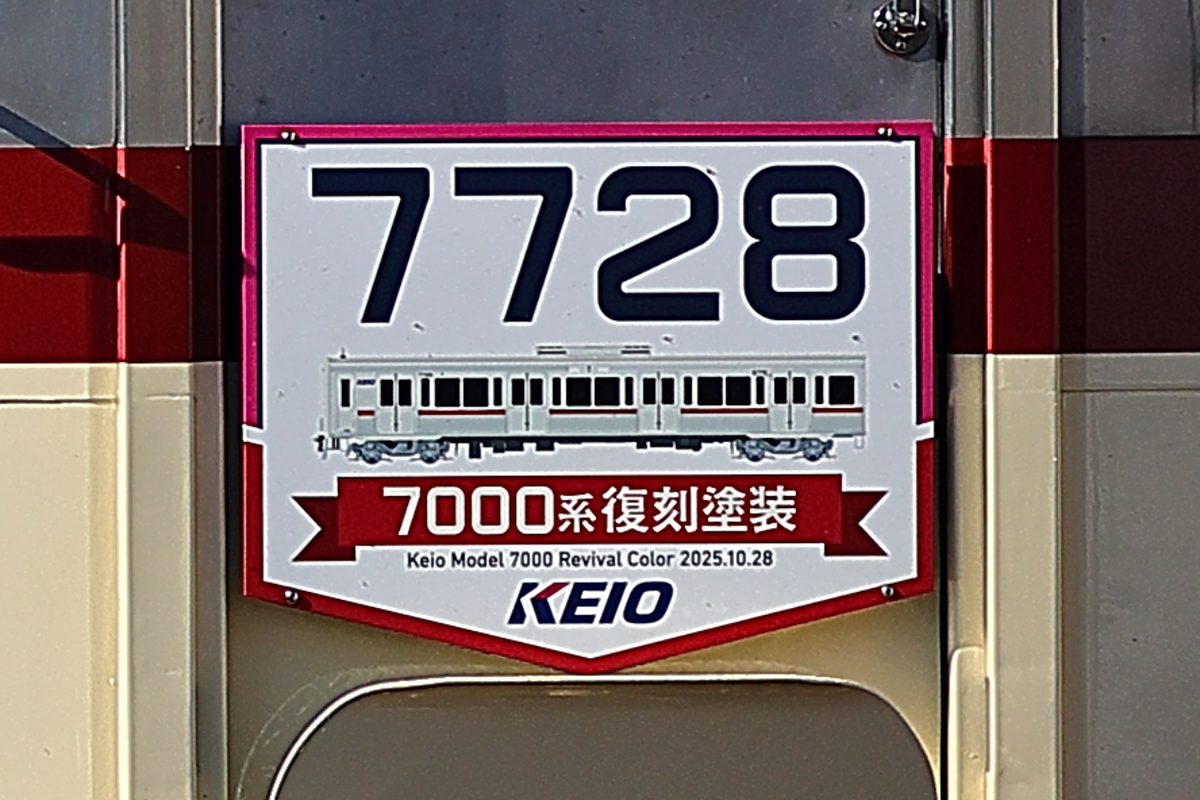 7728
7000系復刻塗装
Keio Model 7000 Revival Color 2025.10.28
KEIO